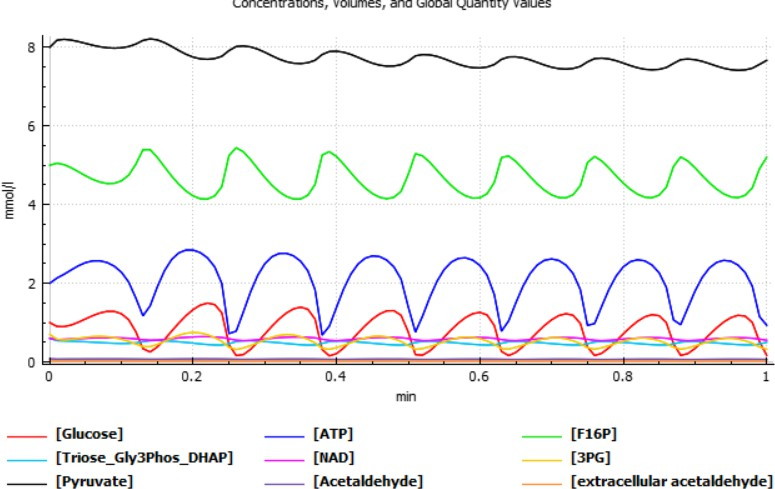 Concentrations, Volumes, and Global Quantity Values
8
6
4
2
0
mmol/l
0 0.2 0.4 0.6 0.8 1
min
[Glucose] [ATP] [F16P]
[Triose_Gly3Phos_DHAP] [NAD] [3PG]
[Pyruvate] [Acetaldehyde] [extracellular acetaldehyde]